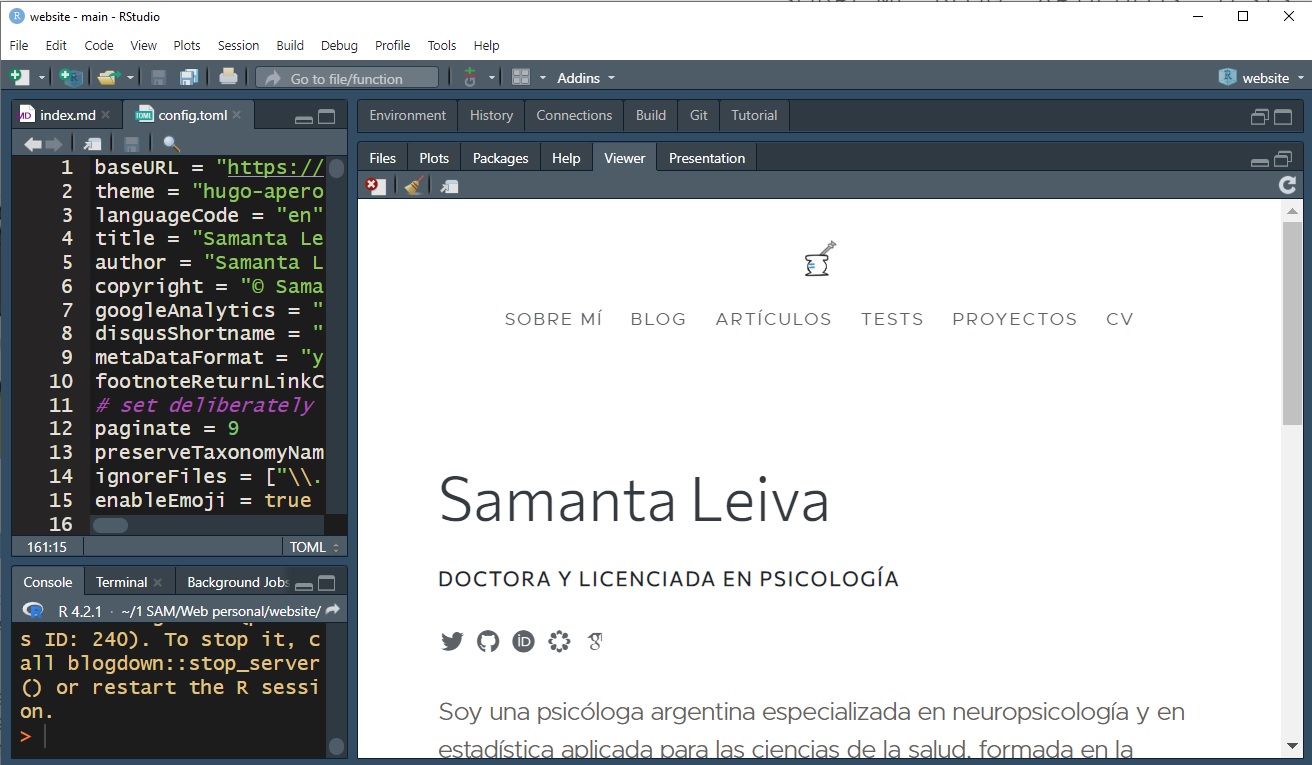 website - main - RStudio
File Edit Code View Plots Session Build Debug Profile Tools Help
Go to file/function Addins website
index.md config.toml
1 baseURL = "https://
2 theme = "hugo-apero
3 languageCode = "en"
4 title = "Samanta Le
5 author = "Samanta L
6 copyright = "© Sama
7 googleAnalytics = "
8 disqusShortname = "
9 metaDataFormat = "y
10 footnoteReturnLinkC
11 # set deliberately
12 paginate = 9
13 preserveTaxonomyNam
14 ignoreFiles = ["\\.
15 enableEmoji = true
16
161:15 TOML
Console Terminal Background Jobs
R 4.2.1 · ~/1 SAM/Web personal/website/
s ID: 240). To stop it, c
all blogdown::stop_server
() or restart the R sessi
on.
>
Environment History Connections Build Git Tutorial
Files Plots Packages Help Viewer Presentation
SOBRE MÍ BLOG ARTÍCULOS TESTS PROYECTOS CV
Samanta Leiva
DOCTORA Y LICENCIADA EN PSICOLOGÍA
Soy una psicóloga argentina especializada en neuropsicología y en
estadística aplicada para las ciencias de la salud, formada en la